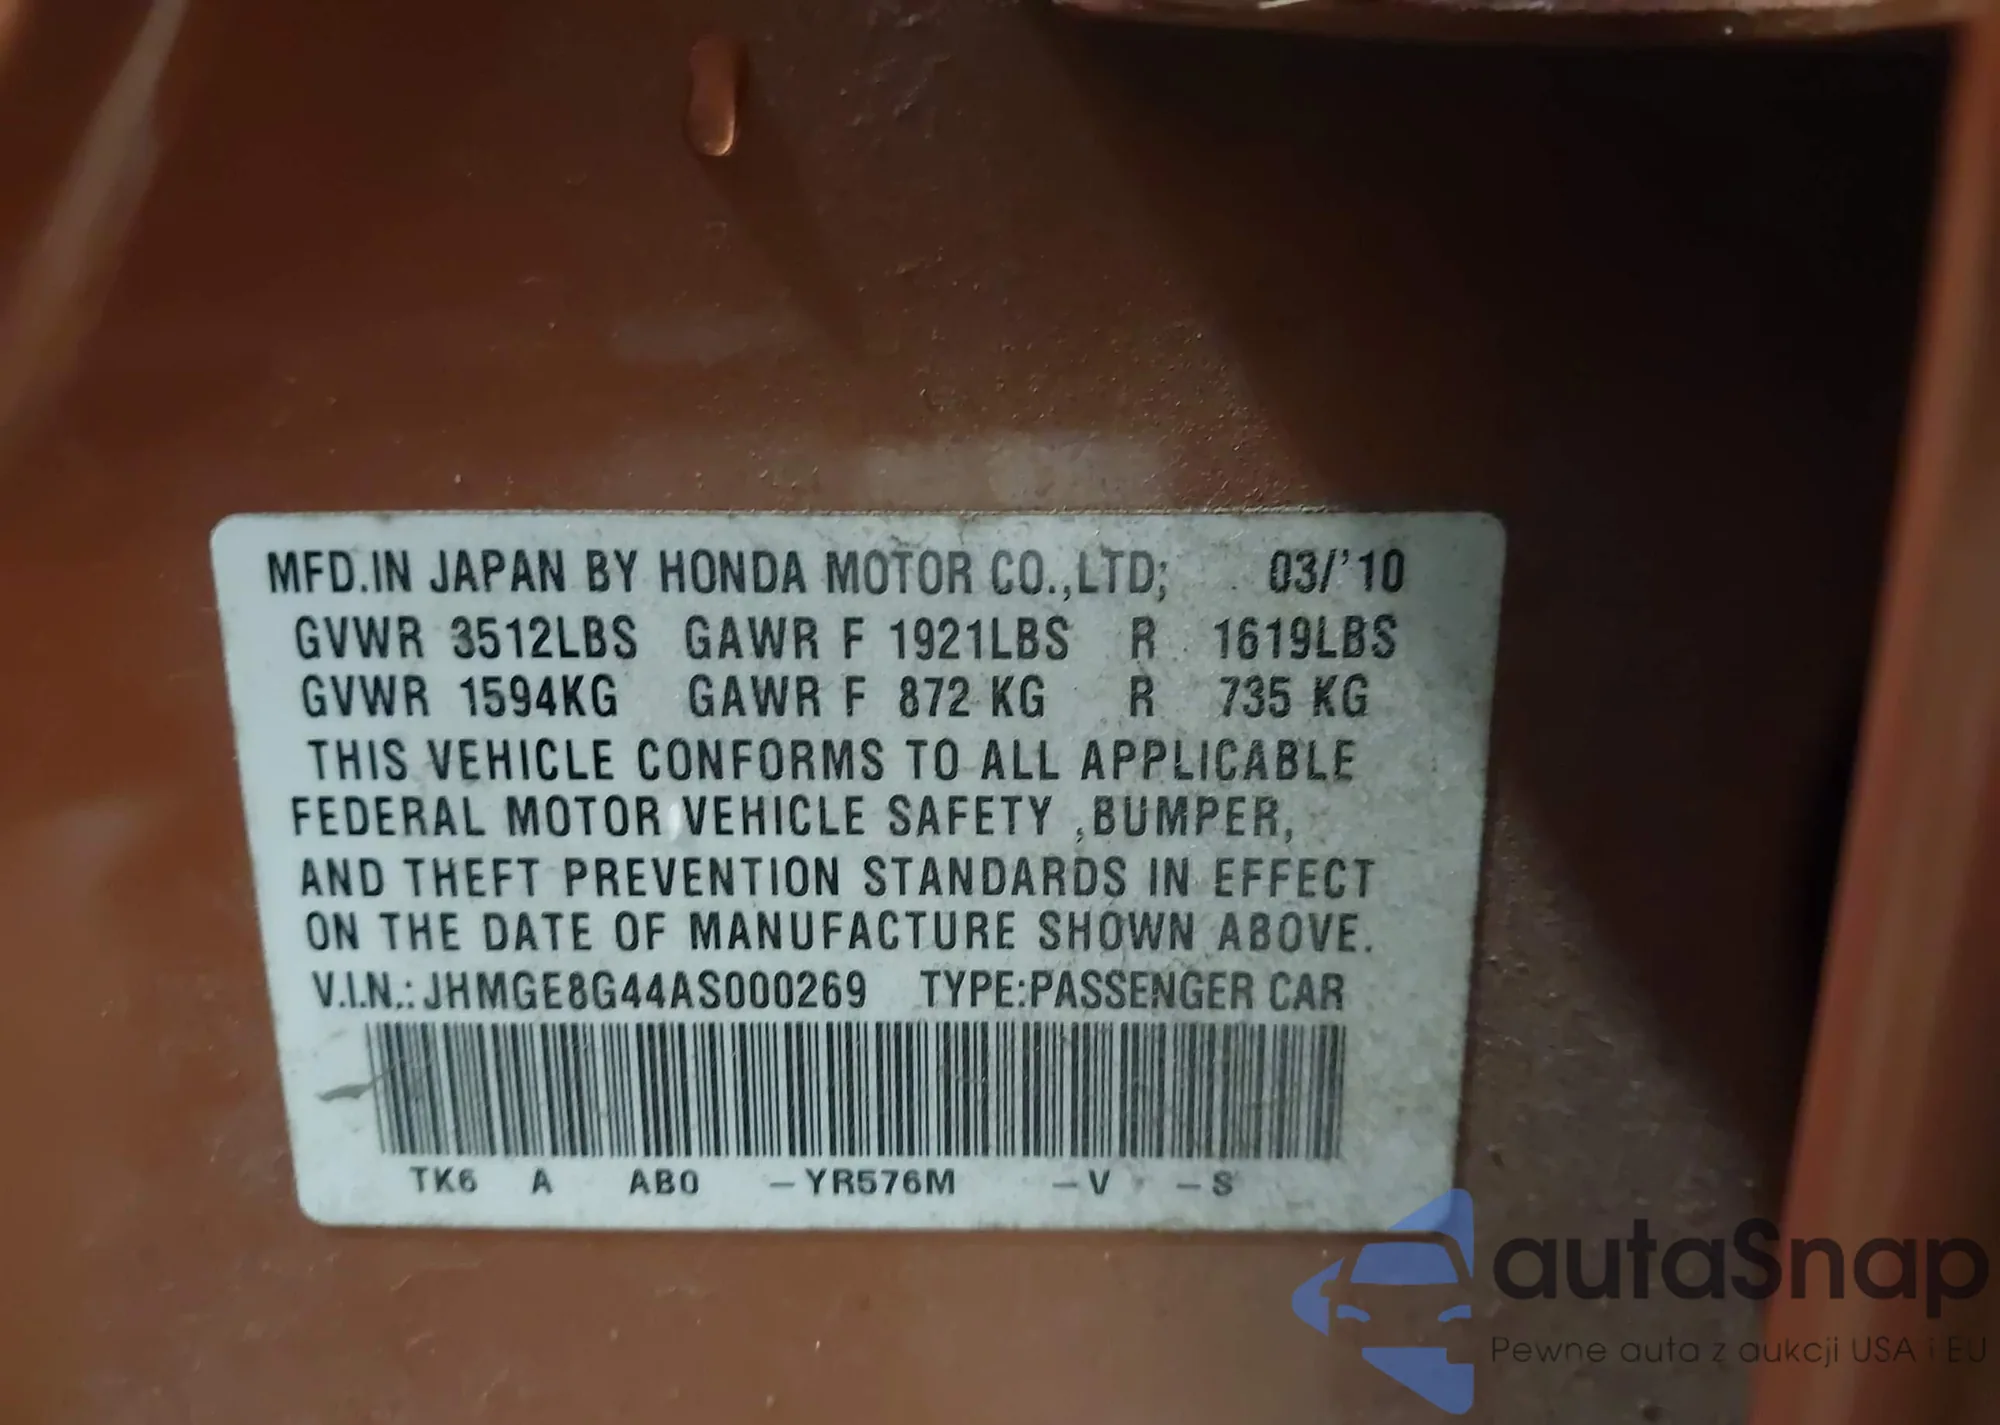 MFD.IN JAPAN BY HONDA MOTOR CO.,LTD; 03/'10
GVWR 3512LBS GAWR F 1921LBS R 1619LBS
GVWR 1594KG GAWR F 872 KG R 735 KG
THIS VEHICLE CONFORMS TO ALL APPLICABLE
FEDERAL MOTOR VEHICLE SAFETY ,BUMPER,
AND THEFT PREVENTION STANDARDS IN EFFECT
ON THE DATE OF MANUFACTURE SHOWN ABOVE.
V.I.N.: JHMGE8G44AS000269 TYPE:PASSENGER CAR
TK6 A AB0 –YR576M –V –S
autaSnap
Pewne auta z aukcji USA i EU